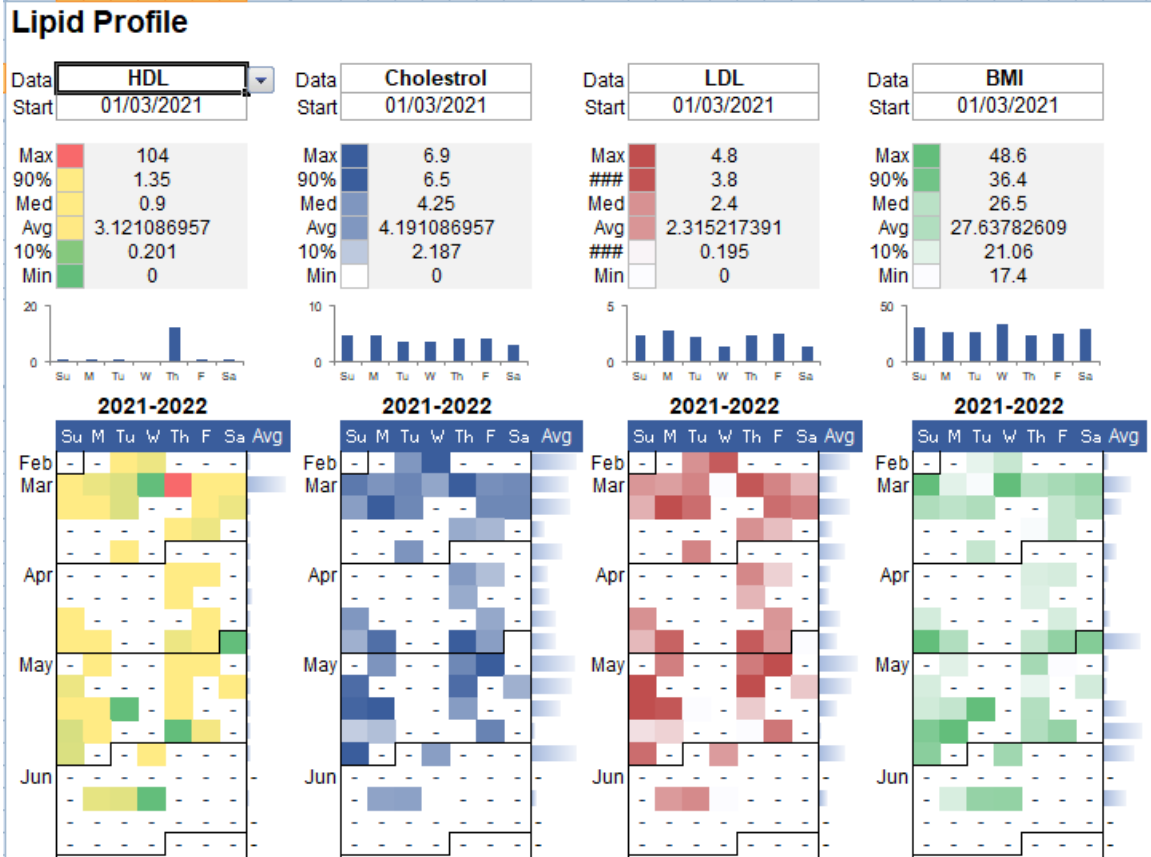 Lipid Profile
Data HDL Data Cholestrol Data LDL Data BMI
Start 01/03/2021 Start 01/03/2021 Start 01/03/2021 Start 01/03/2021
Max 104 Max 6.9 Max 4.8 Max 48.6
90% 1.35 90% 6.5 ### 3.8 90% 36.4
Med 0.9 Med 4.25 Med 2.4 Med 26.5
Avg 3.121086957 Avg 4.191086957 Avg 2.315217391 Avg 27.63782609
10% 0.201 10% 2.187 ### 0.195 10% 21.06
Min 0 Min 0 Min 0 Min 17.4
20 10 5 50
0 0 0 0
Su M Tu W Th F Sa Su M Tu W Th F Sa Su M Tu W Th F Sa Su M Tu W Th F Sa
2021-2022 2021-2022 2021-2022 2021-2022
Su M Tu W Th F Sa Avg Su M Tu W Th F Sa Avg Su M Tu W Th F Sa Avg Su M Tu W Th F Sa Avg
Feb Feb Feb Feb
Mar Mar Mar Mar
Apr Apr Apr Apr
May May May May
Jun Jun Jun Jun